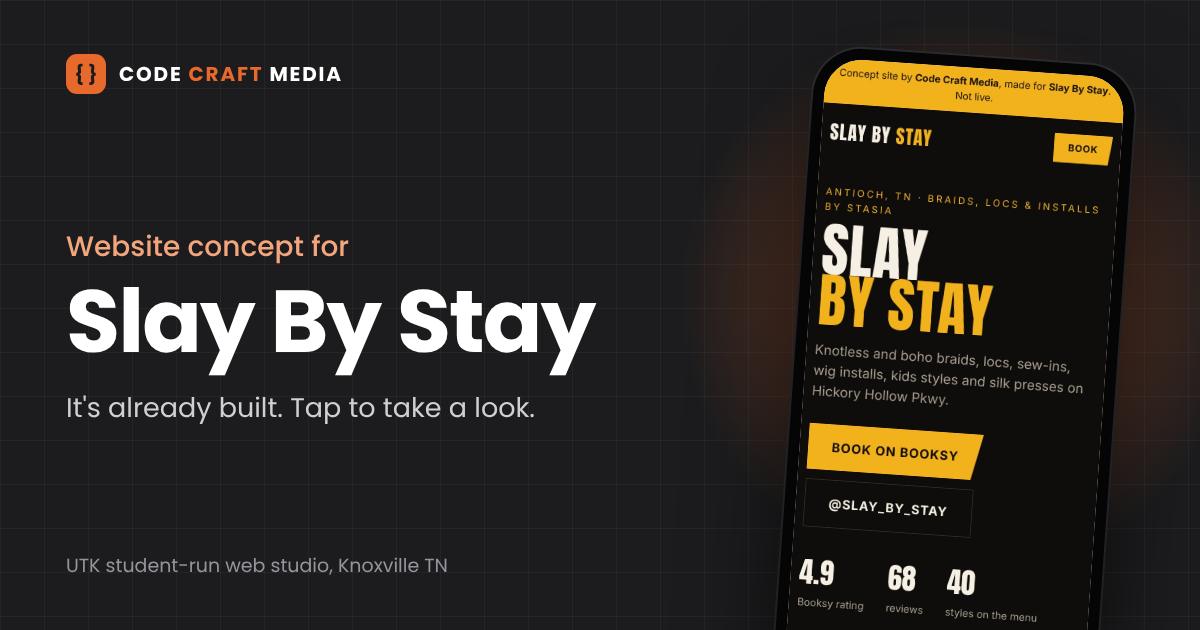 { } CODE CRAFT MEDIA
Website concept for
Slay By Stay
It's already built. Tap to take a look.
UTK student-run web studio, Knoxville TN
Concept site by Code Craft Media, made for Slay By Stay.
Not live.
SLAY BY STAY
BOOK
ANTIOCH, TN · BRAIDS, LOCS & INSTALLS
BY STASIA
SLAY
BY STAY
Knotless and boho braids, locs, sew-ins,
wig installs, kids styles and silk presses on
Hickory Hollow Pkwy.
BOOK ON BOOKSY
@SLAY_BY_STAY
4.9 68 40
Booksy rating reviews styles on the menu